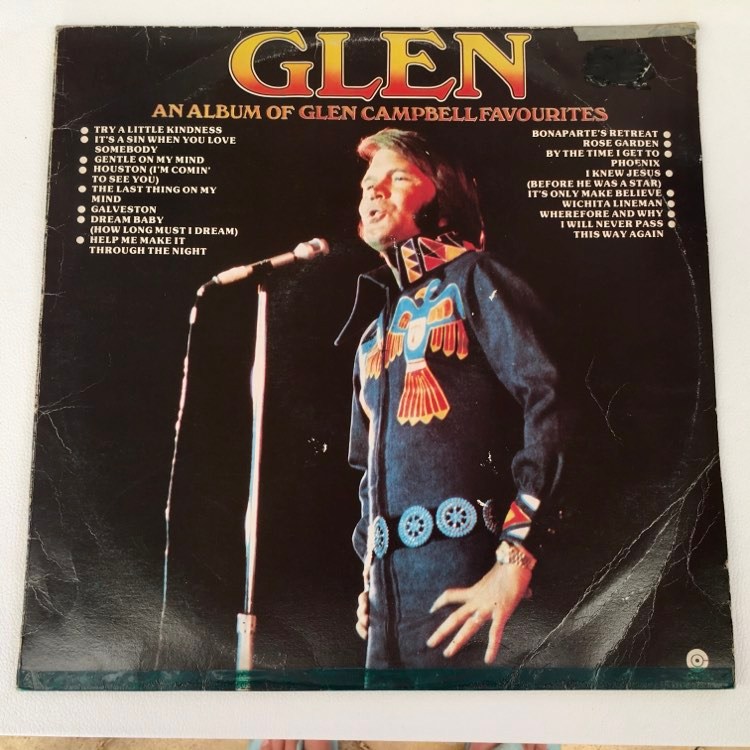 GLEN
AN ALBUM OF GLEN CAMPBELL FAVOURITES
TRY A LITTLE KINDNESS
IT'S A SIN WHEN YOU LOVE
SOMEBODY
GENTLE ON MY MIND
HOUSTON (I'M COMIN'
TO SEE YOU)
THE LAST THING ON MY
MIND
GALVESTON
DREAM BABY
(HOW LONG MUST I DREAM)
HELP ME MAKE IT
THROUGH THE NIGHT
BONAPARTE'S RETREAT
ROSE GARDEN
BY THE TIME I GET TO
PHOENIX
I KNEW JESUS
(BEFORE HE WAS A STAR)
IT'S ONLY MAKE BELIEVE
WICHITA LINEMAN
WHEREFORE AND WHY
I WILL NEVER PASS
THIS WAY AGAIN